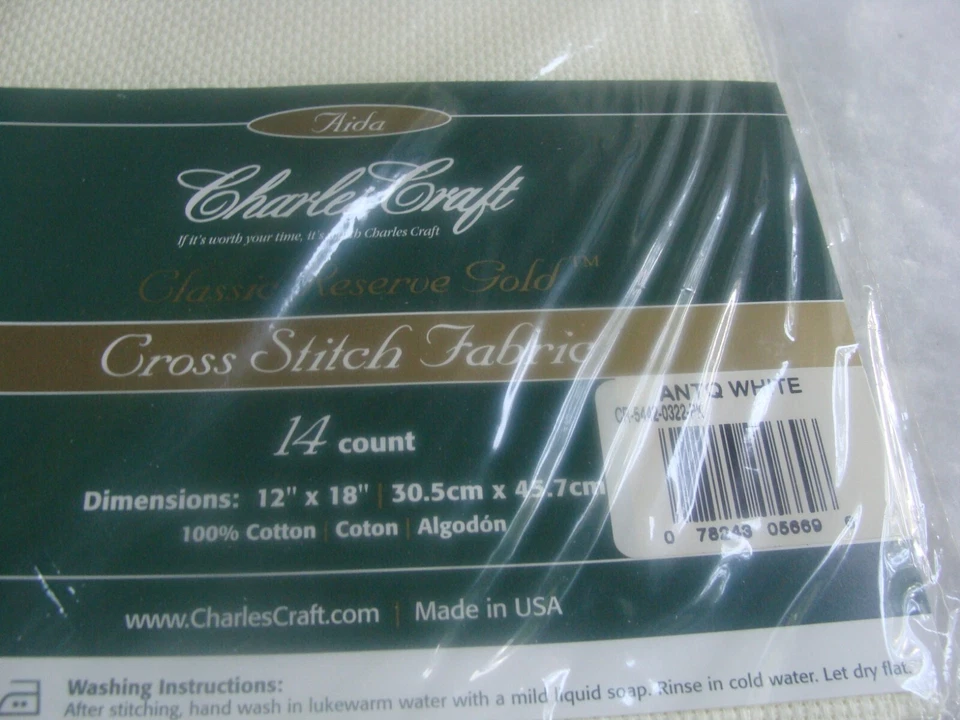 Aida
Charles Craft
If it's worth your time, it's Charles Craft
Classic Reserve Gold™
Cross Stitch Fabric
14 count
Dimensions: 12" x 18" | 30.5cm x 45.7cm
100% Cotton | Coton | Algodón
ANTQ WHITE
0 78243 05669
www.CharlesCraft.com | Made in USA
Washing Instructions:
After stitching, hand wash in lukewarm water with a mild liquid soap. Rinse in cold water. Let dry flat.